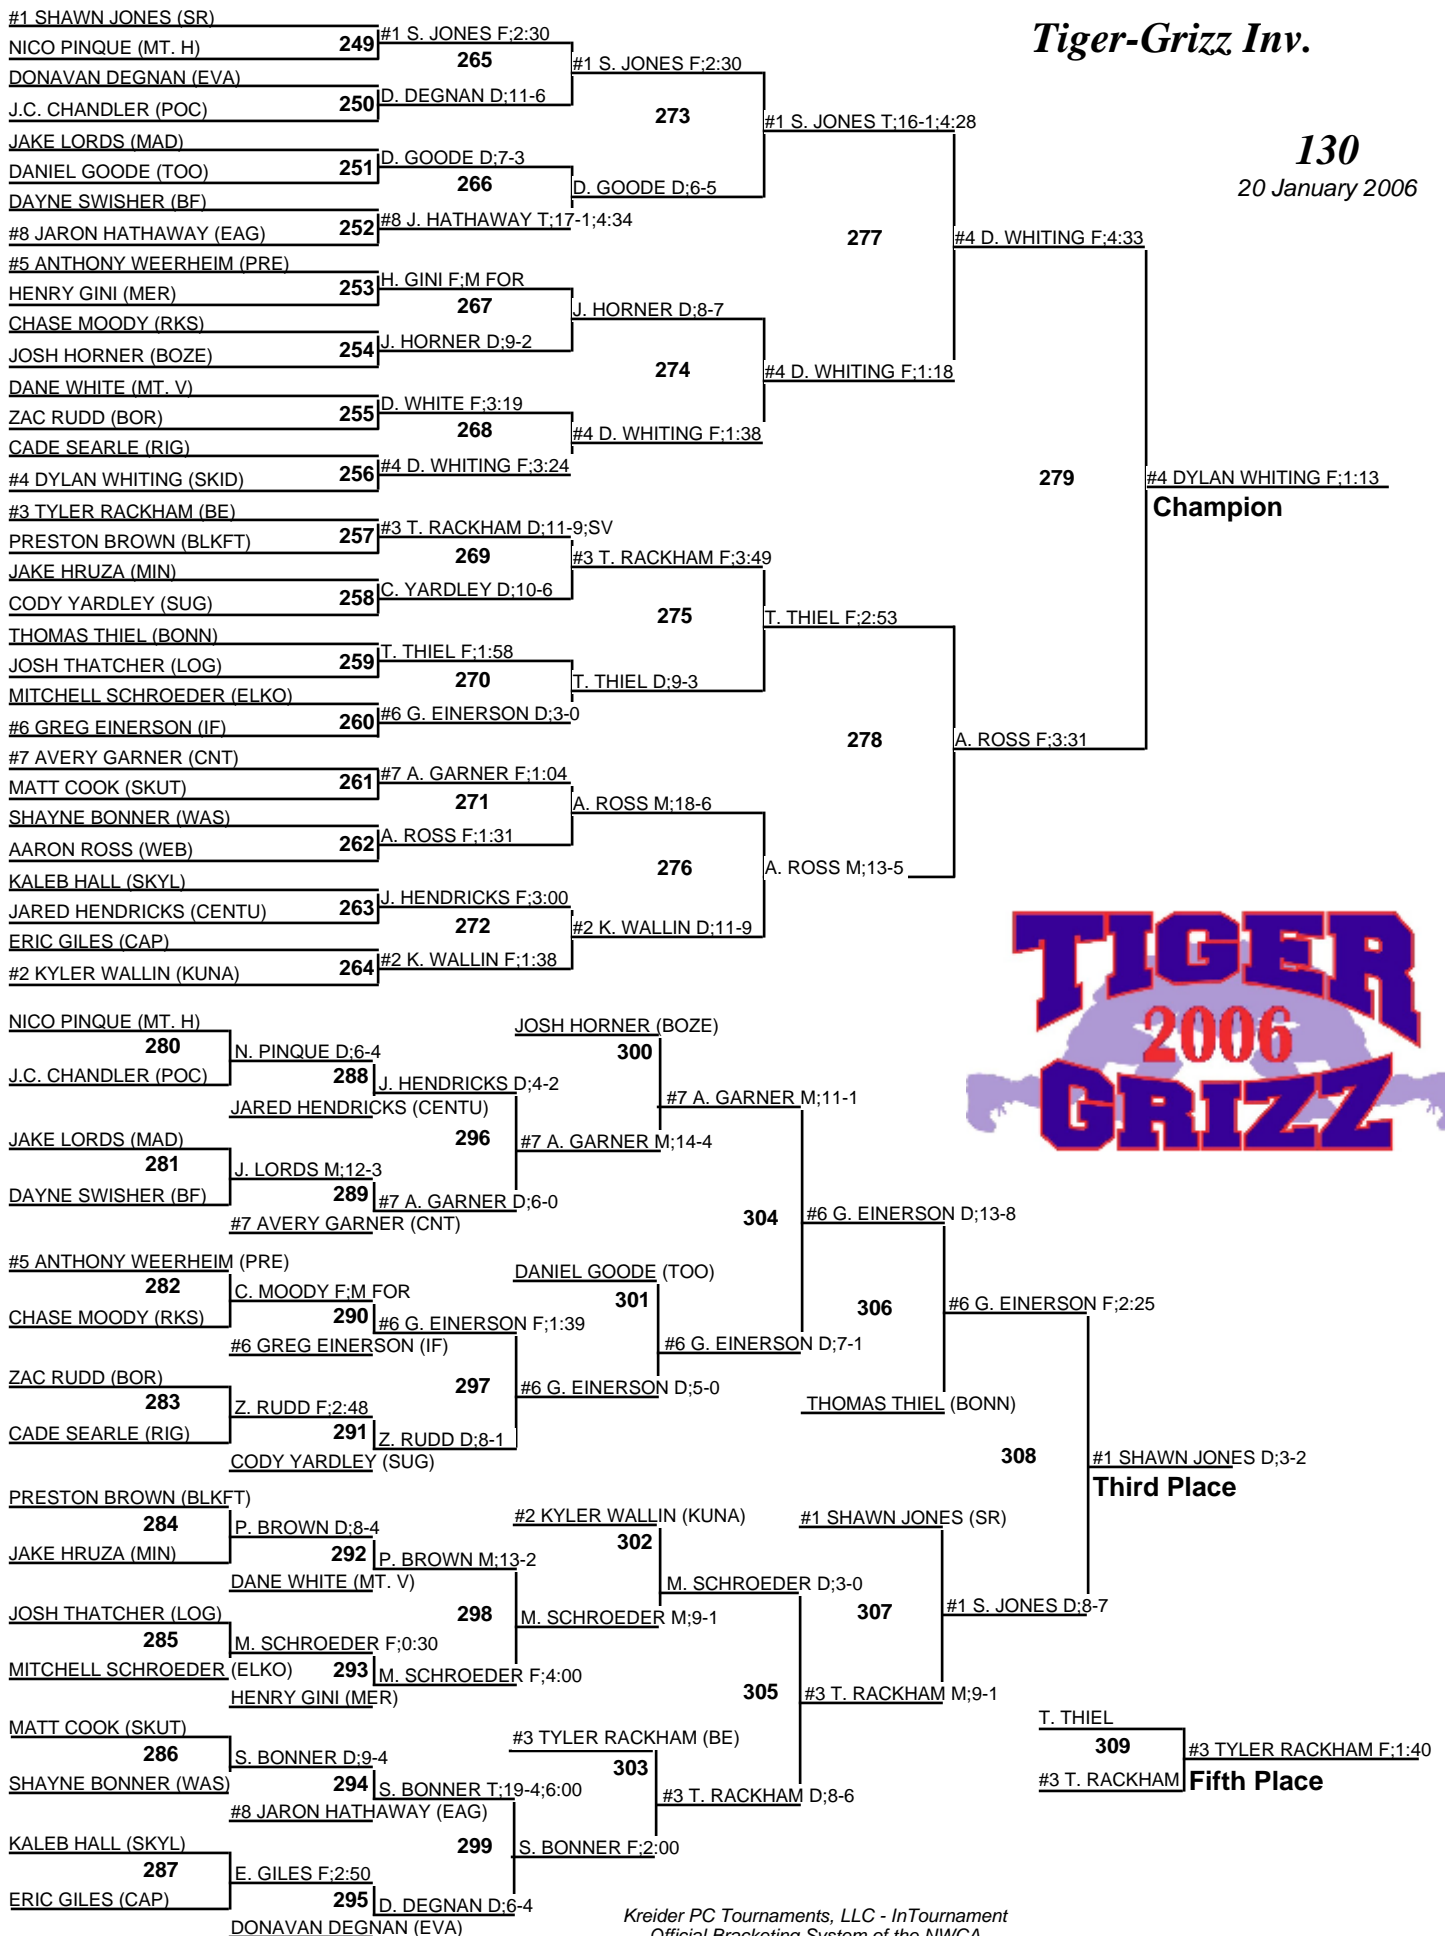 Tiger-Grizz Inv.
130
20 January 2006
#1 SHAWN JONES (SR)
NICO PINQUE (MT. H)
249
#1 S. JONES F;2:30
265
#1 S. JONES F;2:30
DONAVAN DEGNAN (EVA)
J.C. CHANDLER (POC)
250
D. DEGNAN D;11-6
273
#1 S. JONES T;16-1;4:28
JAKE LORDS (MAD)
DANIEL GOODE (TOO)
251
D. GOODE D;7-3
266
D. GOODE D;6-5
DAYNE SWISHER (BF)
#8 JARON HATHAWAY (EAG)
252
#8 J. HATHAWAY T;17-1;4:34
277
#4 D. WHITING F;4:33
#5 ANTHONY WEERHEIM (PRE)
HENRY GINI (MER)
253
H. GINI F;M FOR
267
J. HORNER D;8-7
CHASE MOODY (RKS)
JOSH HORNER (BOZE)
254
J. HORNER D;9-2
274
#4 D. WHITING F;1:18
DANE WHITE (MT. V)
ZAC RUDD (BOR)
255
D. WHITE F;3:19
268
#4 D. WHITING F;1:38
CADE SEARLE (RIG)
#4 DYLAN WHITING (SKID)
256
#4 D. WHITING F;3:24
279
#4 DYLAN WHITING F;1:13
Champion
#3 TYLER RACKHAM (BE)
PRESTON BROWN (BLKFT)
257
#3 T. RACKHAM D;11-9;SV
269
#3 T. RACKHAM F;3:49
JAKE HRUZA (MIN)
CODY YARDLEY (SUG)
258
C. YARDLEY D;10-6
275
T. THIEL F;2:53
THOMAS THIEL (BONN)
JOSH THATCHER (LOG)
259
T. THIEL F;1:58
270
T. THIEL D;9-3
MITCHELL SCHROEDER (ELKO)
#6 GREG EINERSON (IF)
260
#6 G. EINERSON D;3-0
278
A. ROSS F;3:31
#7 AVERY GARNER (CNT)
MATT COOK (SKUT)
261
#7 A. GARNER F;1:04
271
A. ROSS M;18-6
SHAYNE BONNER (WAS)
AARON ROSS (WEB)
262
A. ROSS F;1:31
276
A. ROSS M;13-5
KALEB HALL (SKYL)
JARED HENDRICKS (CENTU)
263
J. HENDRICKS F;3:00
272
#2 K. WALLIN D;11-9
ERIC GILES (CAP)
#2 KYLER WALLIN (KUNA)
264
#2 K. WALLIN F;1:38
TIGER
2006
GRIZZ
NICO PINQUE (MT. H)
280
J.C. CHANDLER (POC)
N. PINQUE D;6-4
288
JARED HENDRICKS (CENTU)
J. HENDRICKS D;4-2
296
JOSH HORNER (BOZE)
300
#7 A. GARNER M;14-4
#7 A. GARNER M;11-1
JAKE LORDS (MAD)
281
DAYNE SWISHER (BF)
J. LORDS M;12-3
289
#7 AVERY GARNER (CNT)
#7 A. GARNER D;6-0
304
#6 G. EINERSON D;13-8
#5 ANTHONY WEERHEIM (PRE)
282
CHASE MOODY (RKS)
C. MOODY F;M FOR
290
#6 GREG EINERSON (IF)
#6 G. EINERSON F;1:39
DANIEL GOODE (TOO)
301
#6 G. EINERSON D;7-1
306
#6 G. EINERSON F;2:25
ZAC RUDD (BOR)
283
CADE SEARLE (RIG)
Z. RUDD F;2:48
291
CODY YARDLEY (SUG)
Z. RUDD D;8-1
297
#6 G. EINERSON D;5-0
THOMAS THIEL (BONN)
308
#1 SHAWN JONES D;3-2
Third Place
PRESTON BROWN (BLKFT)
284
JAKE HRUZA (MIN)
P. BROWN D;8-4
292
DANE WHITE (MT. V)
P. BROWN M;13-2
#2 KYLER WALLIN (KUNA)
302
#1 SHAWN JONES (SR)
M. SCHROEDER D;3-0
307
#1 S. JONES D;8-7
JOSH THATCHER (LOG)
285
MITCHELL SCHROEDER (ELKO)
M. SCHROEDER F;0:30
293
HENRY GINI (MER)
M. SCHROEDER F;4:00
298
M. SCHROEDER M;9-1
305
#3 T. RACKHAM M;9-1
MATT COOK (SKUT)
286
SHAYNE BONNER (WAS)
S. BONNER D;9-4
294
#8 JARON HATHAWAY (EAG)
S. BONNER T;19-4;6:00
#3 TYLER RACKHAM (BE)
303
#3 T. RACKHAM D;8-6
KALEB HALL (SKYL)
287
ERIC GILES (CAP)
E. GILES F;2:50
295
DONAVAN DEGNAN (EVA)
D. DEGNAN D;6-4
299
S. BONNER F;2:00
T. THIEL
309
#3 T. RACKHAM
#3 TYLER RACKHAM F;1:40
Fifth Place
Kreider PC Tournaments, LLC - InTournament
Official Bracketing System of the NWCA